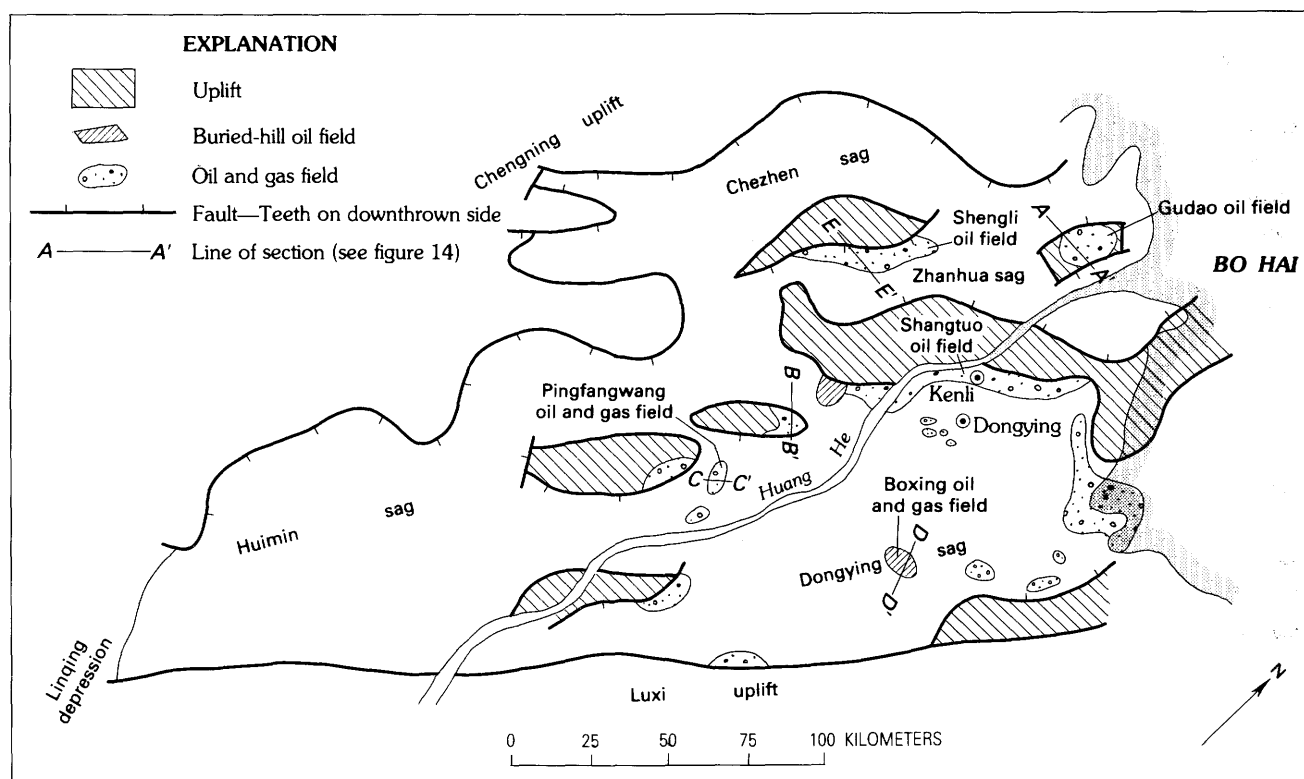 EXPLANATION
Uplift
Buried-hill oil field
Oil and gas field
Fault—Teeth on downthrown side
A A' Line of section (see figure 14)
Chengning uplift
Chezhen sag
Shengli
oil field
A
Gudao oil field
E
A'
BO HAI
Zhanhua sag
E'
Shangtuo
oil field
B
Pingfangwang
oil and gas field
Kenli
Dongying
B'
Huang He
C C'
Boxing oil
and gas field
Huimin sag
D
Dongying sag
D'
Linqing
depression
Luxi uplift
N
0 25 50 75 100 KILOMETERS